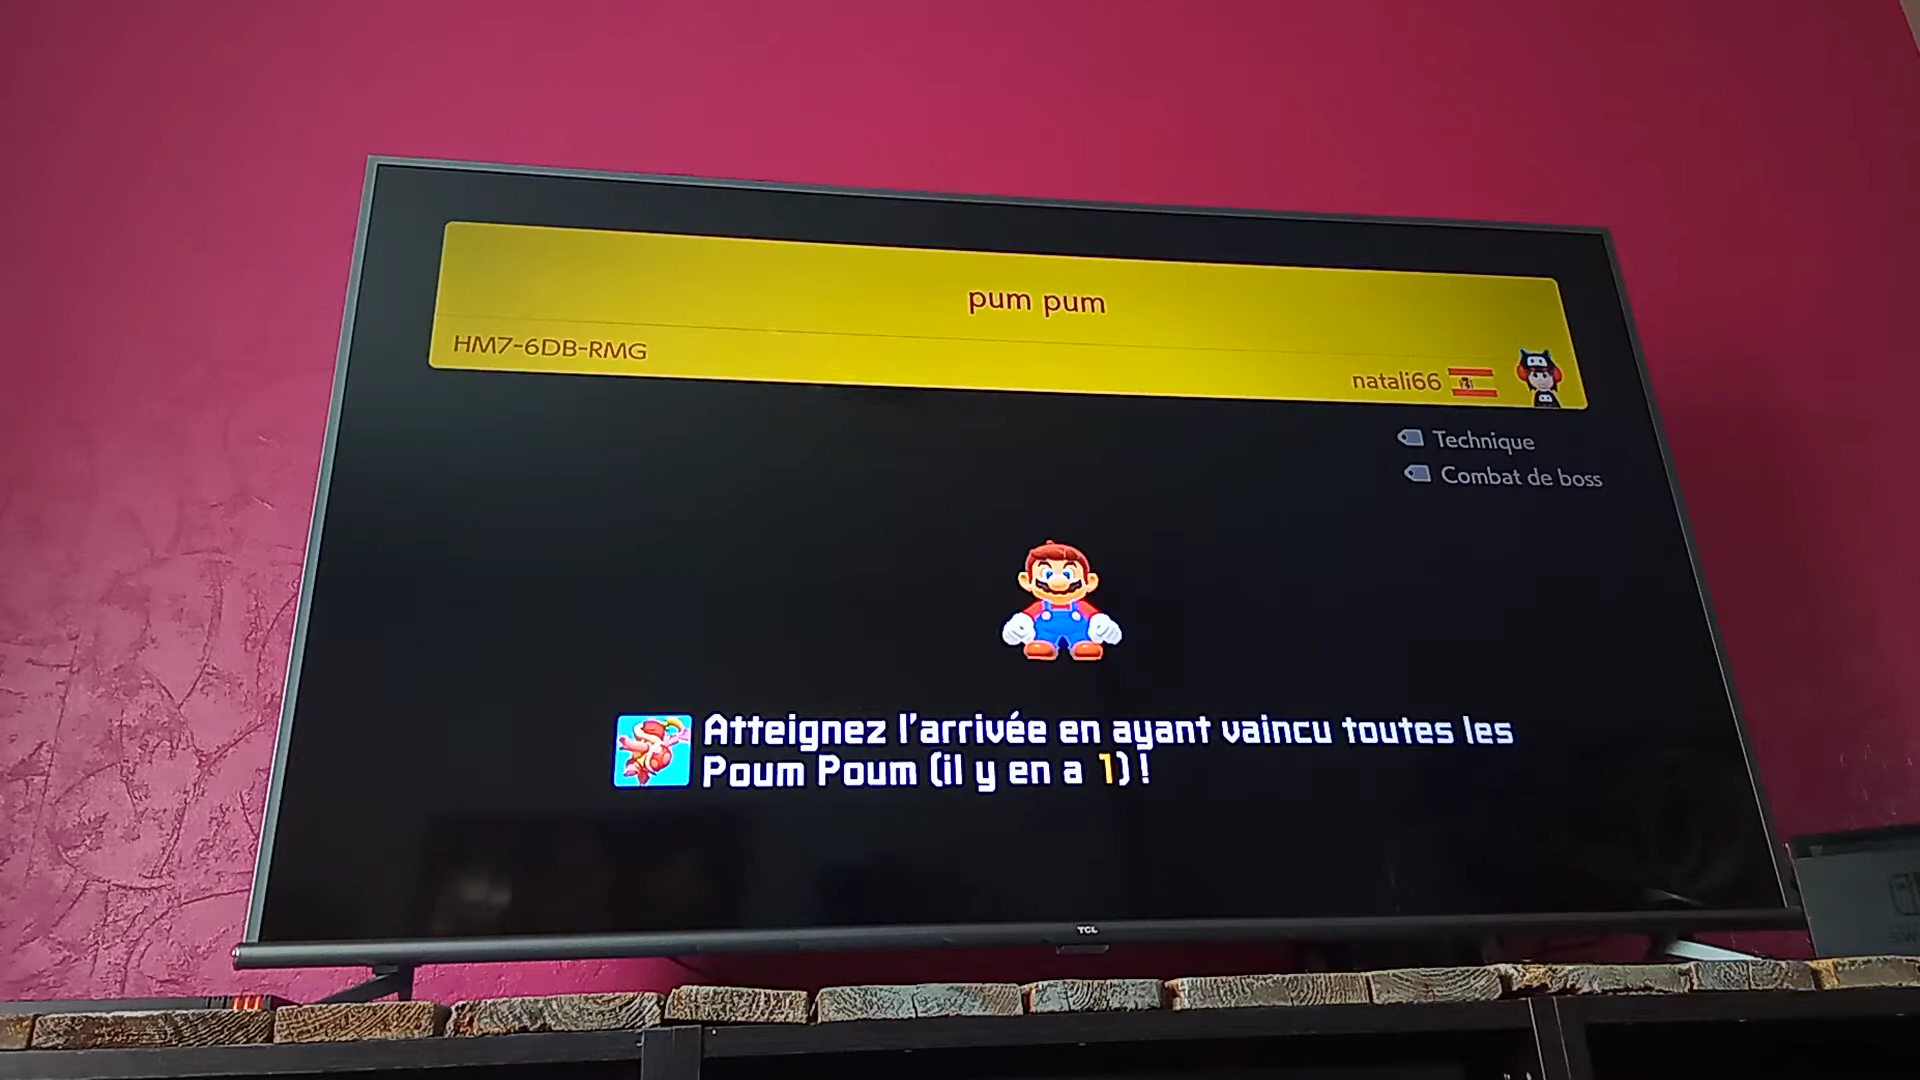 pum pum
HM7-6DB-RMG
natali66
Technique
Combat de boss
Atteignez l'arrivée en ayant vaincu toutes les
Poum Poum (il y en a 1) !
TCL